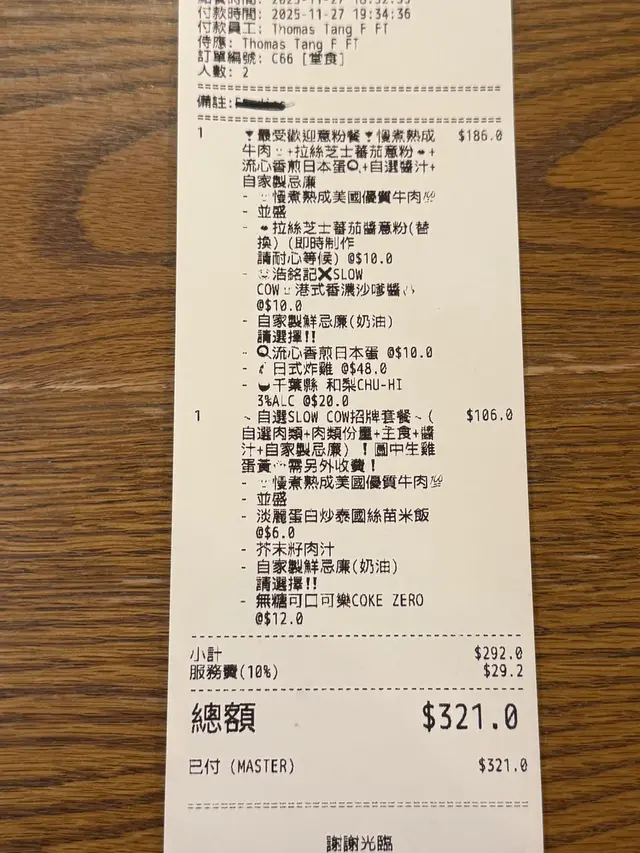 付款時間: 2025-11-27 19:34:36
付款員工: Thomas Tang F FT
侍應: Thomas Tang F FT
訂單編號: C66 [堂食]
人數: 2
備註:
1 ❣最受歡迎意粉餐❣慢煮熟成 $186.0
牛肉 +拉絲芝士蕃茄意粉 +
流心香煎日本蛋🍳+自選醬汁+
自家製忌廉
- 慢煮熟成美國優質牛肉💯
- 並盛
- 拉絲芝士蕃茄醬意粉(替
換) (即時制作
請耐心等候) @$10.0
- 浩銘記❌SLOW
COW 港式香濃沙嗲醬
@$10.0
- 自家製鮮忌廉(奶油)
請選擇!!
- 🍳流心香煎日本蛋 @$10.0
- 日式炸雞 @$48.0
- 千葉縣 和梨CHU-HI
3%ALC @$20.0
1 ~自選SLOW COW招牌套餐~( $106.0
自選肉類+肉類份量+主食+醬
汁+自家製忌廉) ❗圖中生雞
蛋黃 需另外收費!
- 慢煮熟成美國優質牛肉💯
- 並盛
- 淡麗蛋白炒泰國絲苗米飯
@$6.0
- 芥末籽肉汁
- 自家製鮮忌廉(奶油)
請選擇!!
- 無糖可口可樂COKE ZERO
@$12.0
小計 $292.0
服務費(10%) $29.2
總額 $321.0
已付 (MASTER) $321.0
謝謝光臨